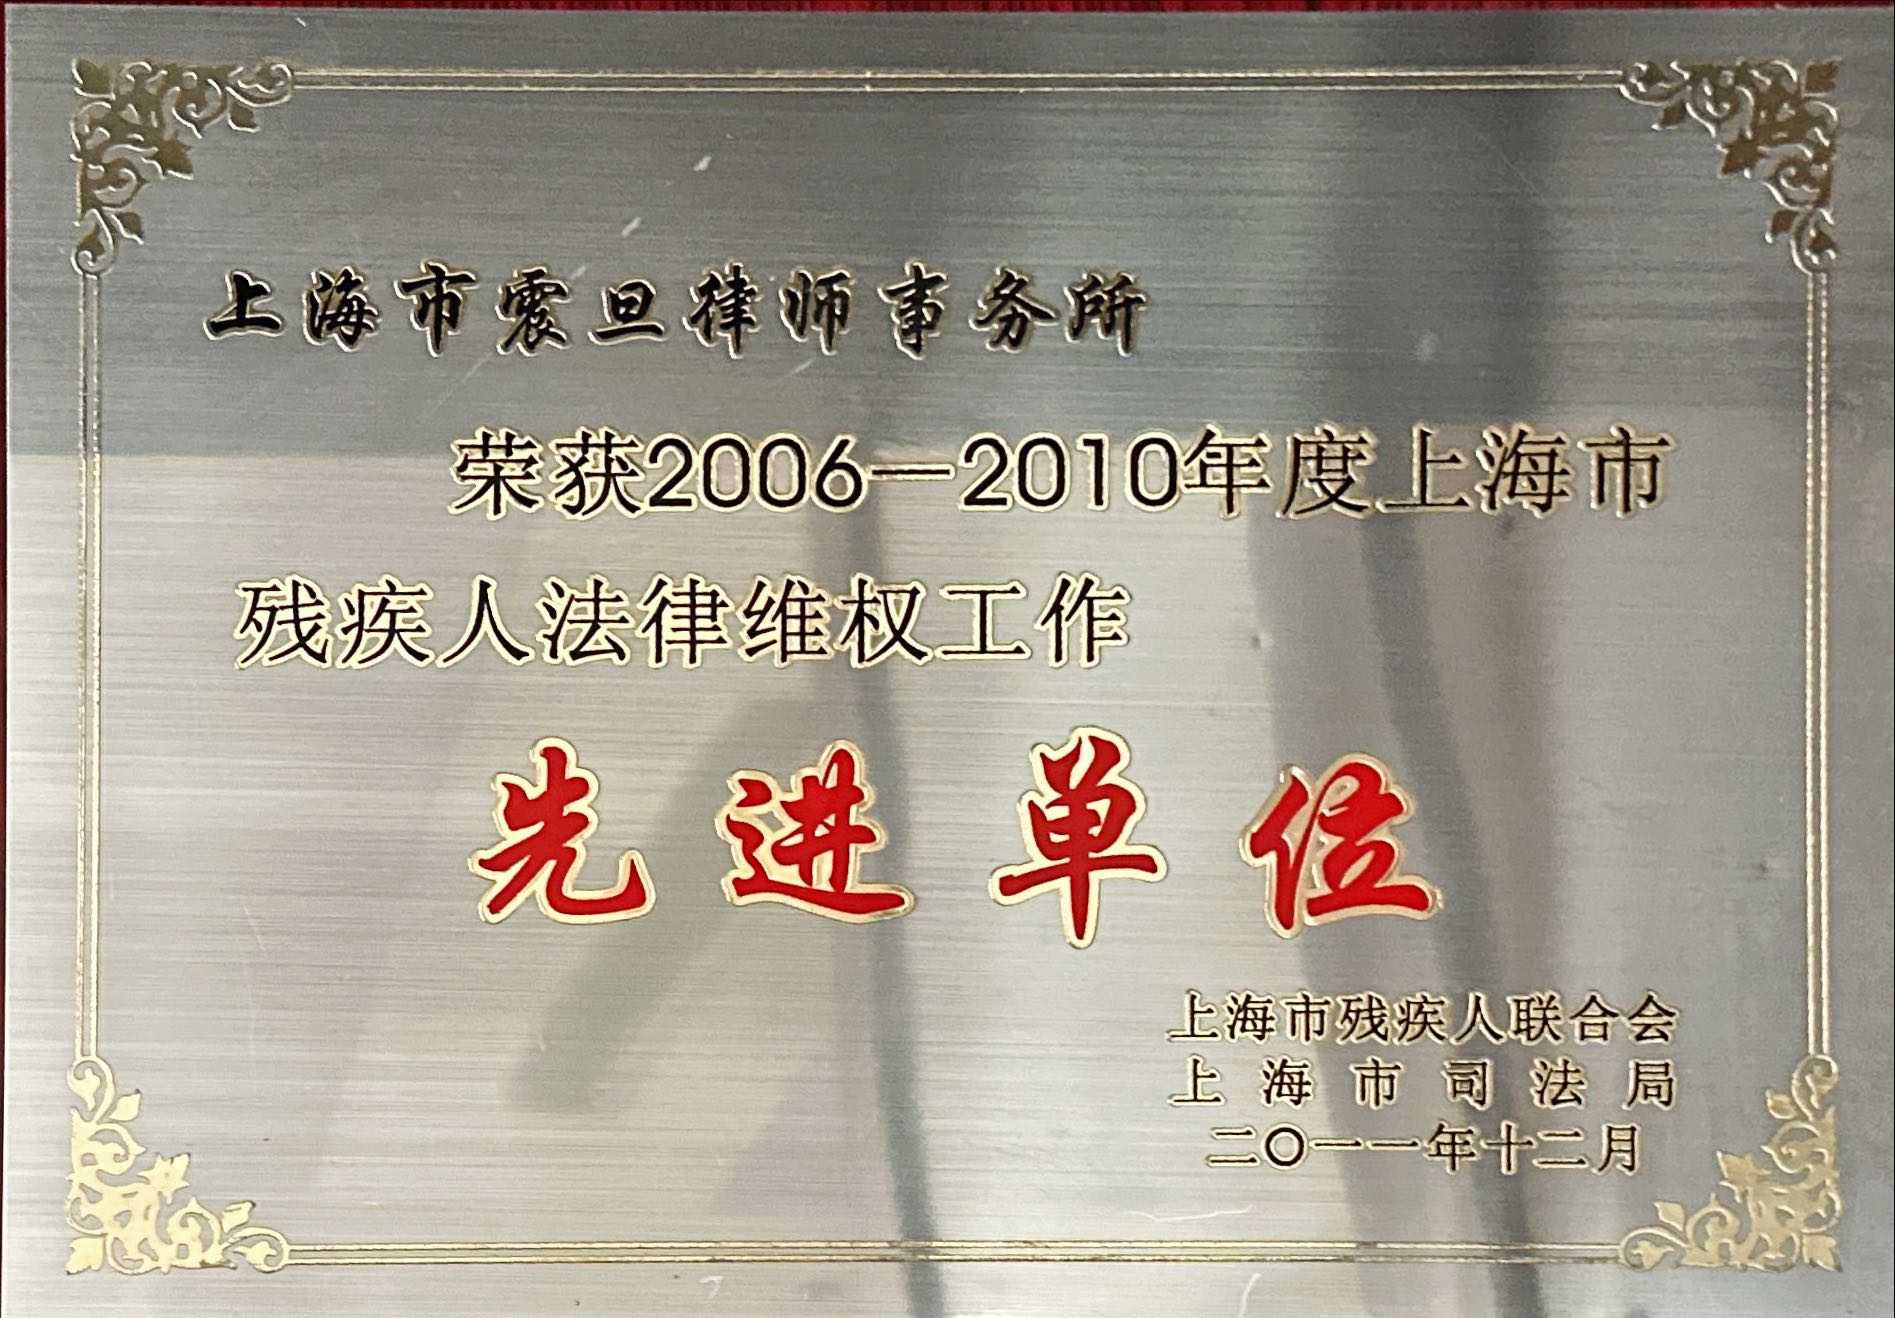 上海市震旦律师事务所
荣获2006—2010年度上海市
残疾人法律维权工作
先进单位
上海市残疾人联合会
上海市司法局
二〇一一年十二月